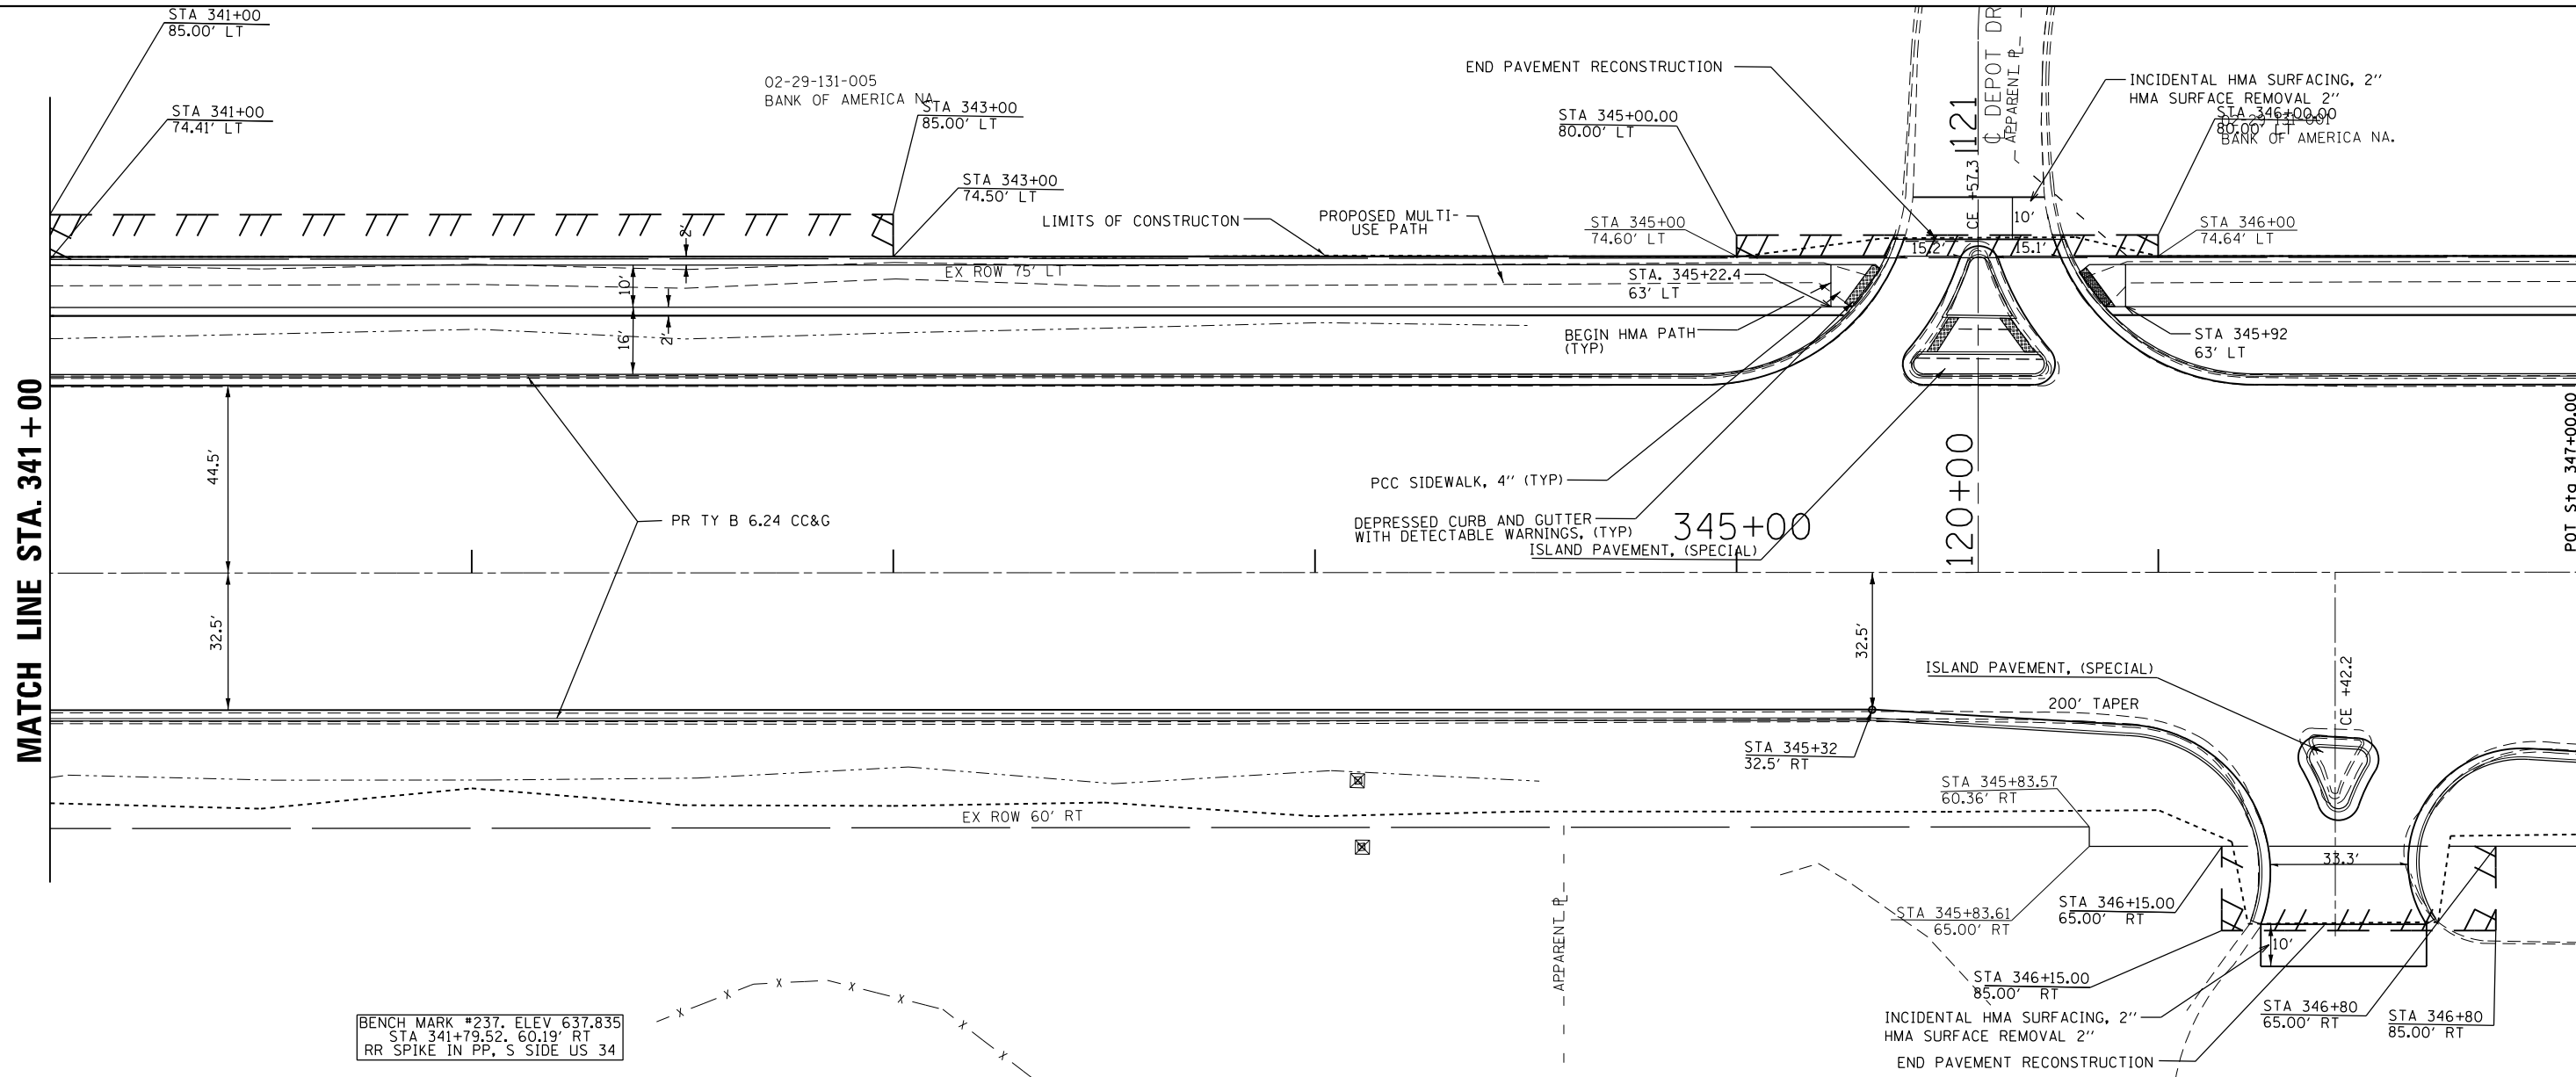 STA 341+00
85.00' LT
STA 341+00
74.41' LT
02-29-131-005
BANK OF AMERICA NA
STA 343+00
85.00' LT
STA 343+00
74.50' LT
LIMITS OF CONSTRUCTON
PROPOSED MULTI-
USE PATH
END PAVEMENT RECONSTRUCTION
STA 345+00.00
80.00' LT
STA 345+00
74.60' LT
STA. 345+22.4
63' LT
BEGIN HMA PATH
(TYP)
₵ DEPOT DR
APPARENT ⅊
121
CE +57.3
INCIDENTAL HMA SURFACING, 2''
HMA SURFACE REMOVAL 2''
STA 346+00.00
80.00' LT
02-29-131-001
BANK OF AMERICA NA.
STA 346+00
74.64' LT
10'
15.2'
15.1'
STA 345+92
63' LT
EX ROW 75' LT
2'
10'
16'
2'
44.5'
32.5'
MATCH LINE STA. 341+00
PR TY B 6.24 CC&G
PCC SIDEWALK, 4'' (TYP)
DEPRESSED CURB AND GUTTER
WITH DETECTABLE WARNINGS, (TYP)
ISLAND PAVEMENT, (SPECIAL)
345+00
120+00
POT Sta 347+00.00
32.5'
ISLAND PAVEMENT, (SPECIAL)
CE +42.2
200' TAPER
STA 345+32
32.5' RT
STA 345+83.57
60.36' RT
EX ROW 60' RT
APPARENT ⅊
STA 345+83.61
65.00' RT
STA 346+15.00
65.00' RT
33.3'
10'
STA 346+15.00
85.00' RT
INCIDENTAL HMA SURFACING, 2''
HMA SURFACE REMOVAL 2''
END PAVEMENT RECONSTRUCTION
STA 346+80
65.00' RT
STA 346+80
85.00' RT
X X X X X X X
BENCH MARK #237. ELEV 637.835
STA 341+79.52. 60.19' RT
RR SPIKE IN PP, S SIDE US 34